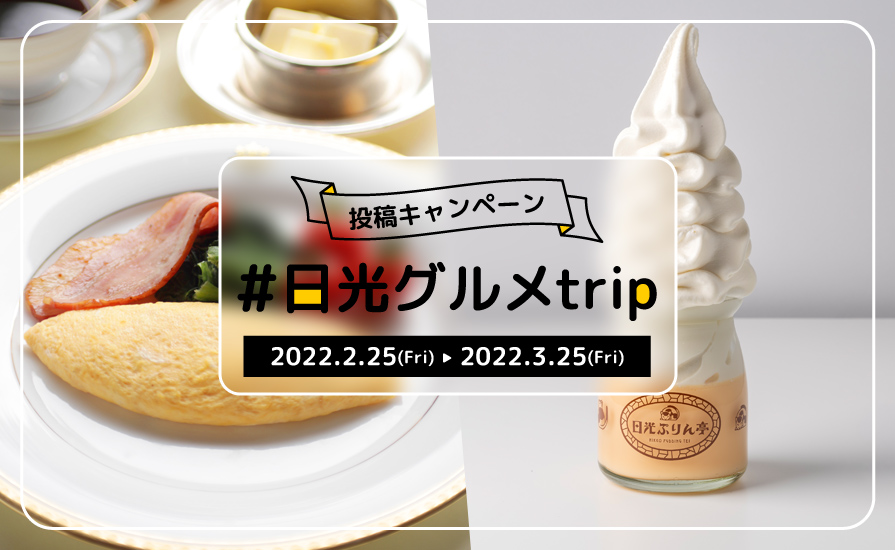 投稿キャンペーン
#日光グルメtrip
2022.2.25(Fri) ▶ 2022.3.25(Fri)
日光ぷりん亭
NIKKO PUDDING TEI